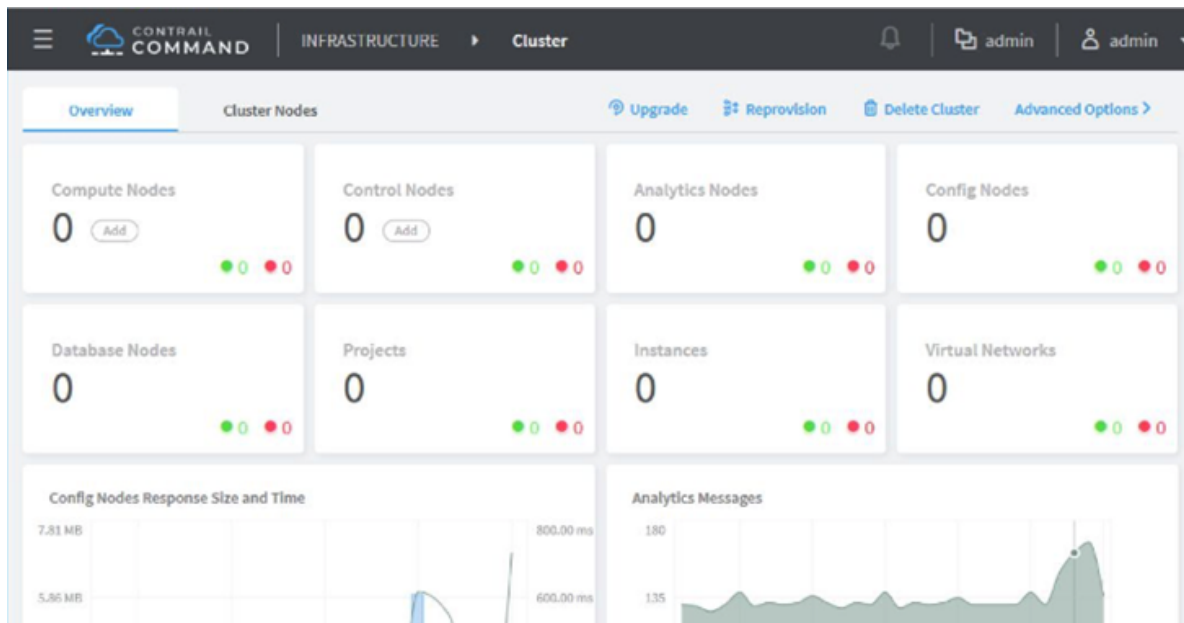 CONTRAIL
COMMAND
INFRASTRUCTURE
Cluster
admin
admin
Overview
Cluster Nodes
Upgrade
Reprovision
Delete Cluster
Advanced Options >
Compute Nodes
0 Add
0 0
Control Nodes
0 Add
0 0
Analytics Nodes
0
0 0
Config Nodes
0
0 0
Database Nodes
0
0 0
Projects
0
0 0
Instances
0
0 0
Virtual Networks
0
0 0
Config Nodes Response Size and Time
7.81 MB
800.00 ms
5.86 MB
600.00 ms
Analytics Messages
180
135